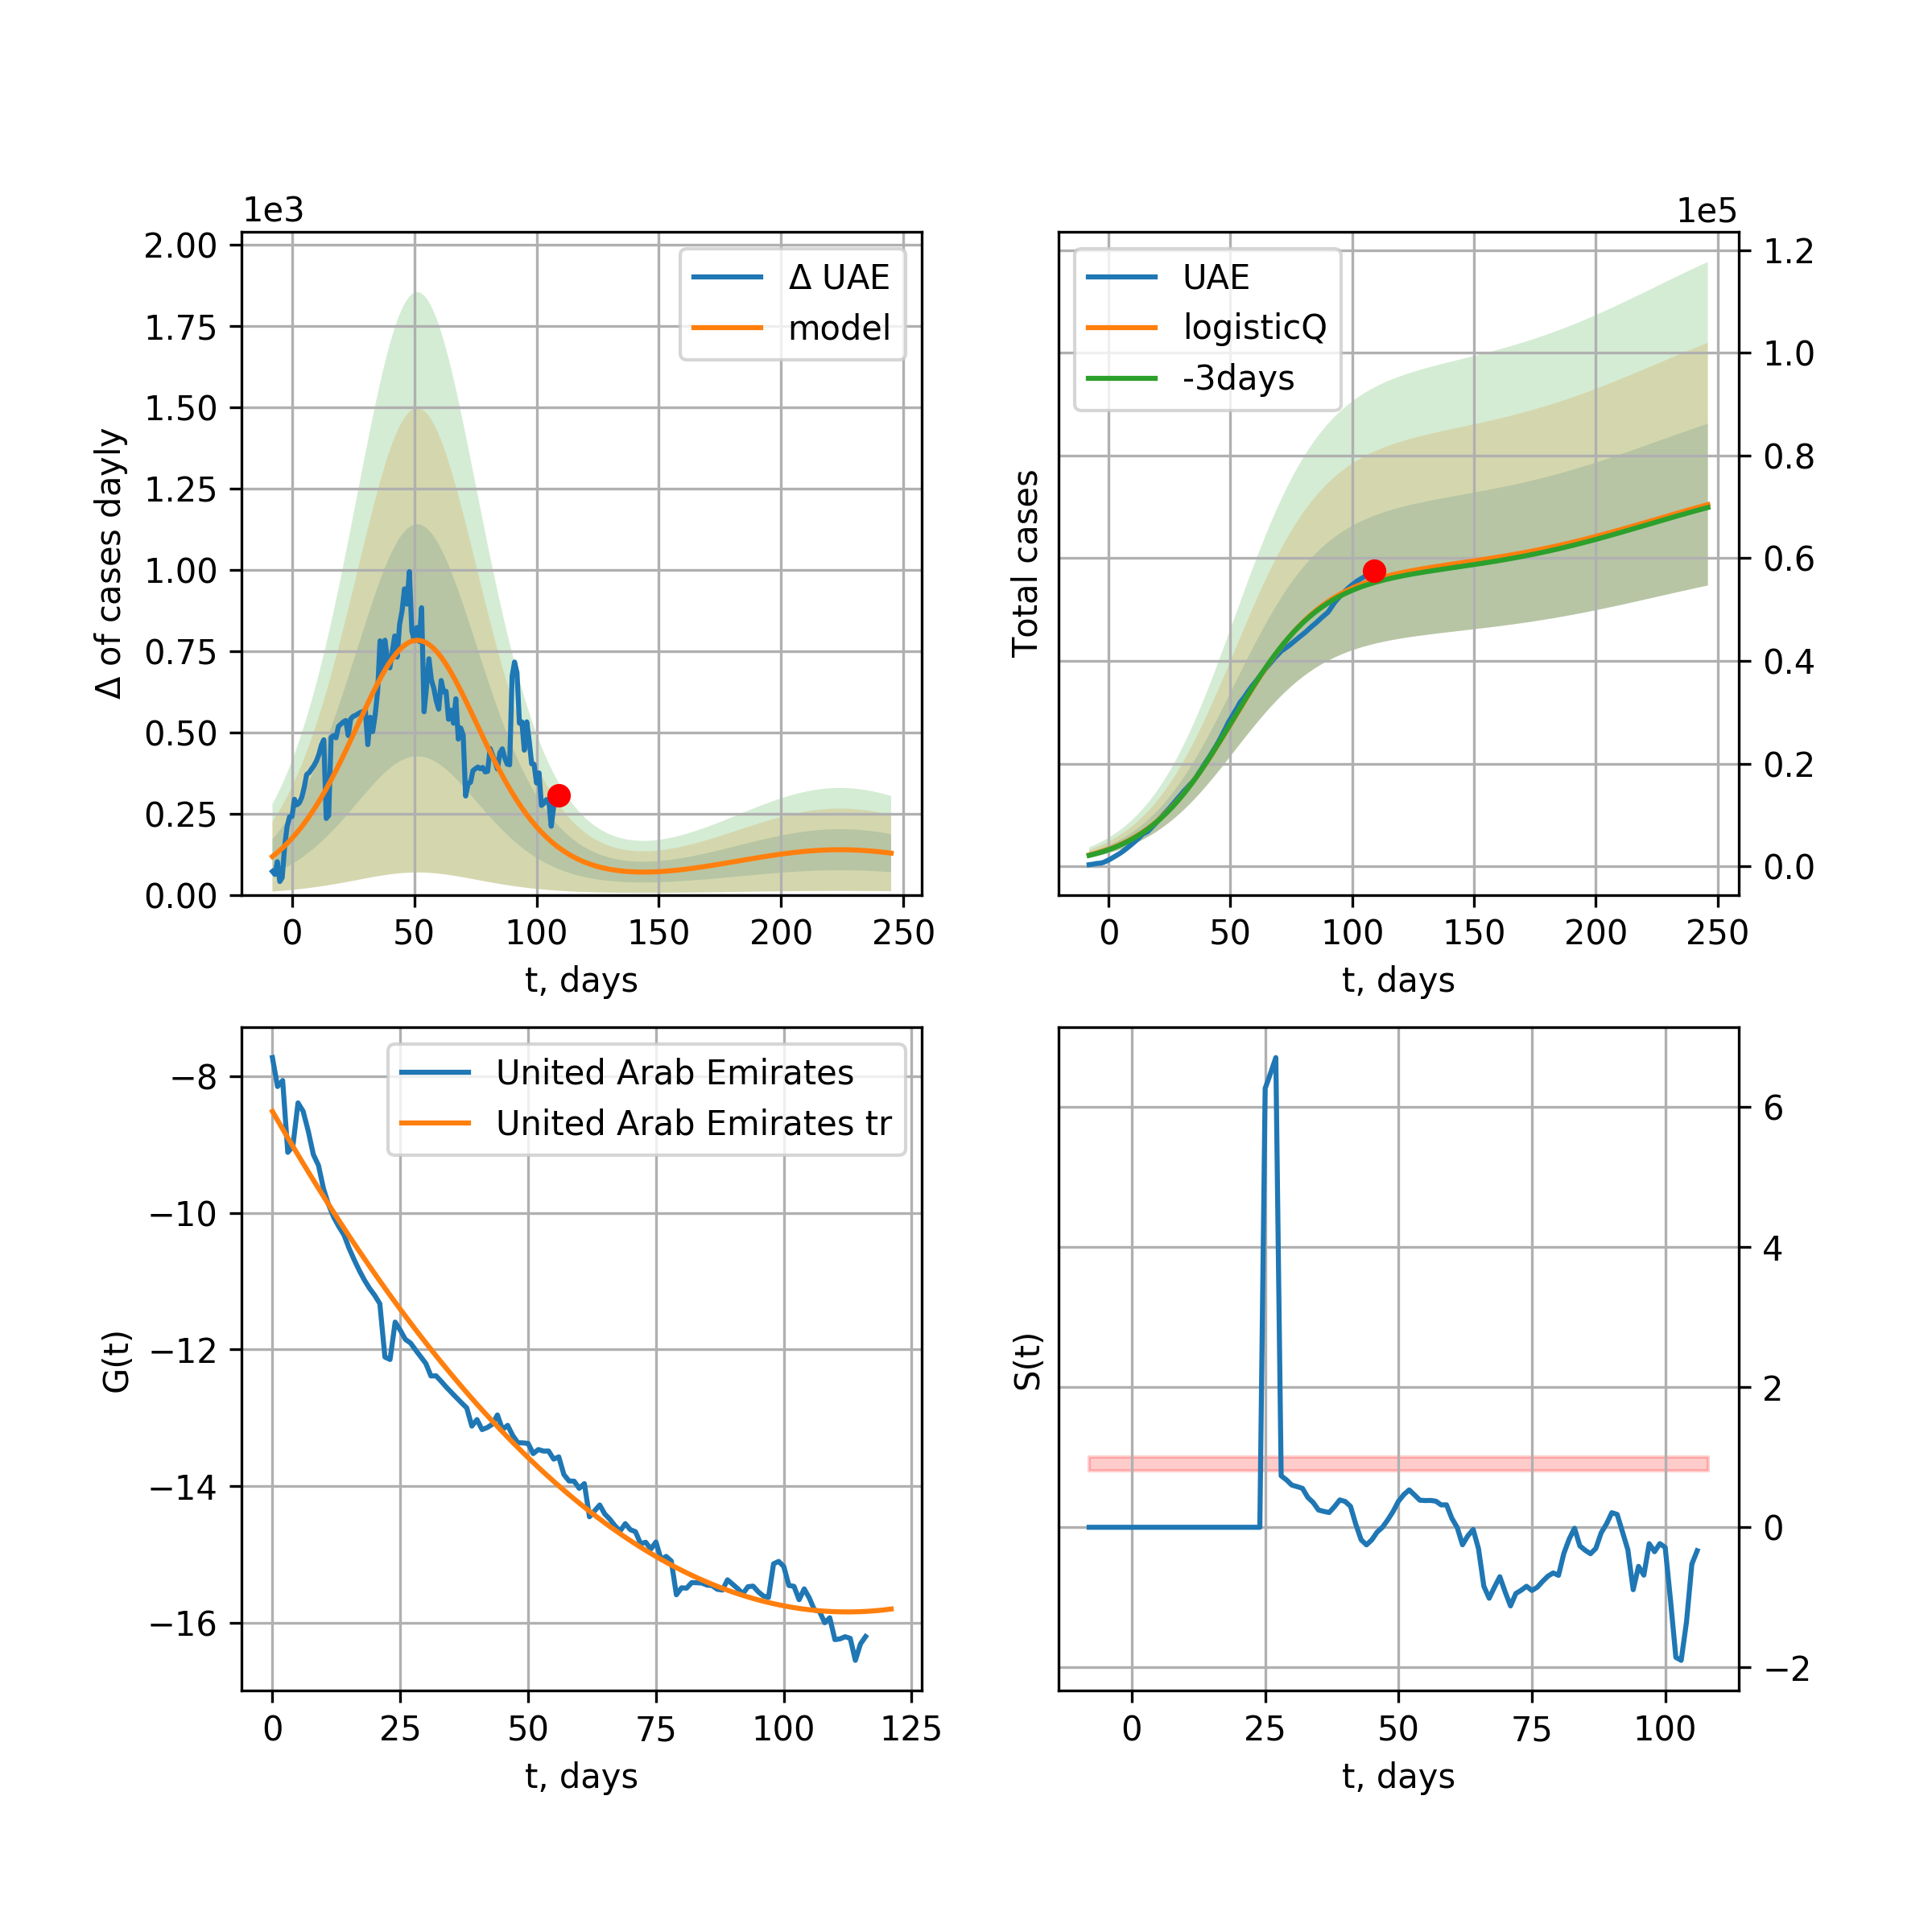 1e3
2.00
1.75
1.50
1.25
1.00
0.75
0.50
0.25
0.00
Δ of cases dayly
Δ UAE
model
0 50 100 150 200 250
t, days
1e5
UAE
logisticQ
-3days
Total cases
1.2
1.0
0.8
0.6
0.4
0.2
0.0
0 50 100 150 200 250
t, days
United Arab Emirates
United Arab Emirates tr
−8
−10
−12
−14
−16
G(t)
0 25 50 75 100 125
t, days
S(t)
6
4
2
0
−2
0 25 50 75 100
t, days